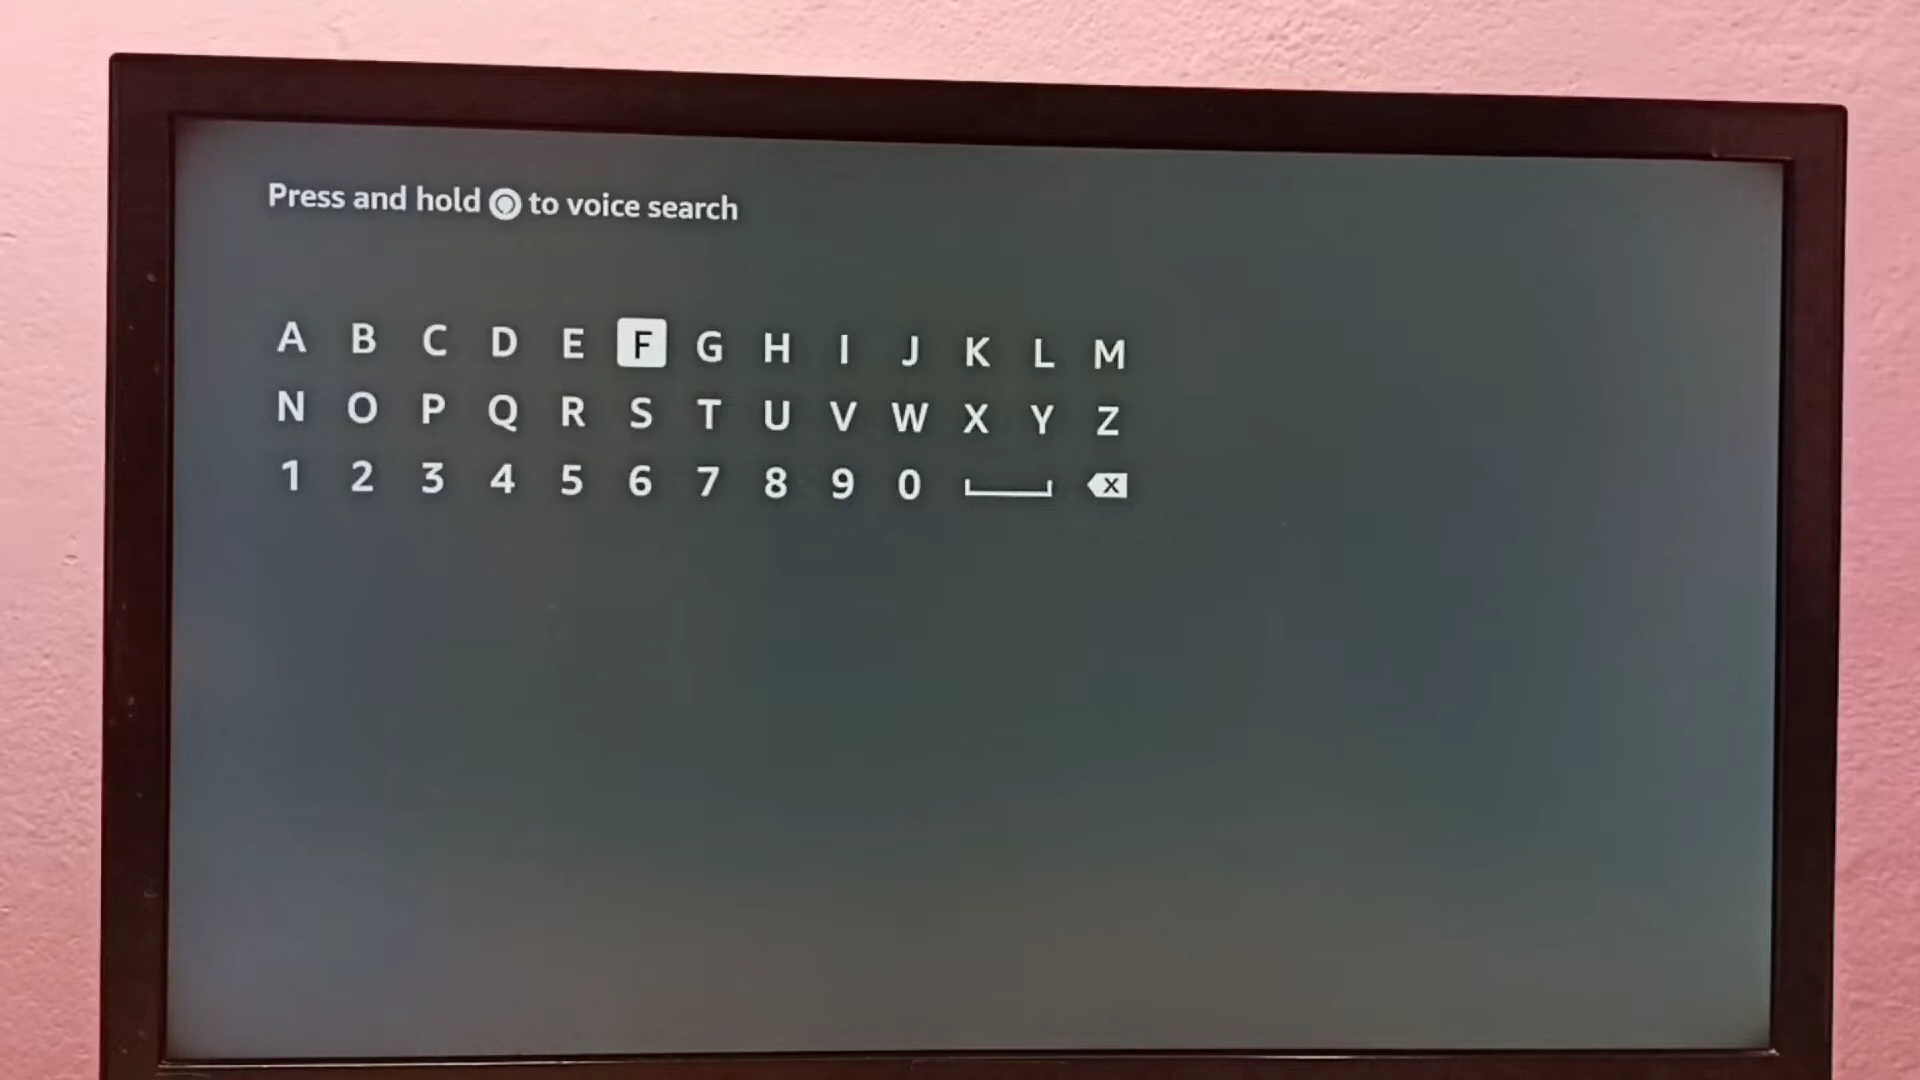 Press and hold to voice search
A B C D E F G H I J K L M
N O P Q R S T U V W X Y Z
1 2 3 4 5 6 7 8 9 0